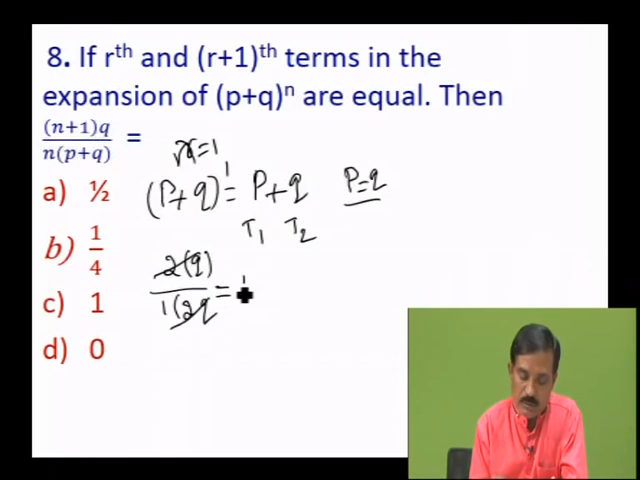 8. If rth and (r+1)th terms in the
expansion of (p+q)n are equal. Then
(n+1)q
n(p+q) =
n=1
a) ½ (P+q)1 = P+q P=q
T1 T2
b) 1
4
2(q)
1(2q = 1
c) 1
d) 0